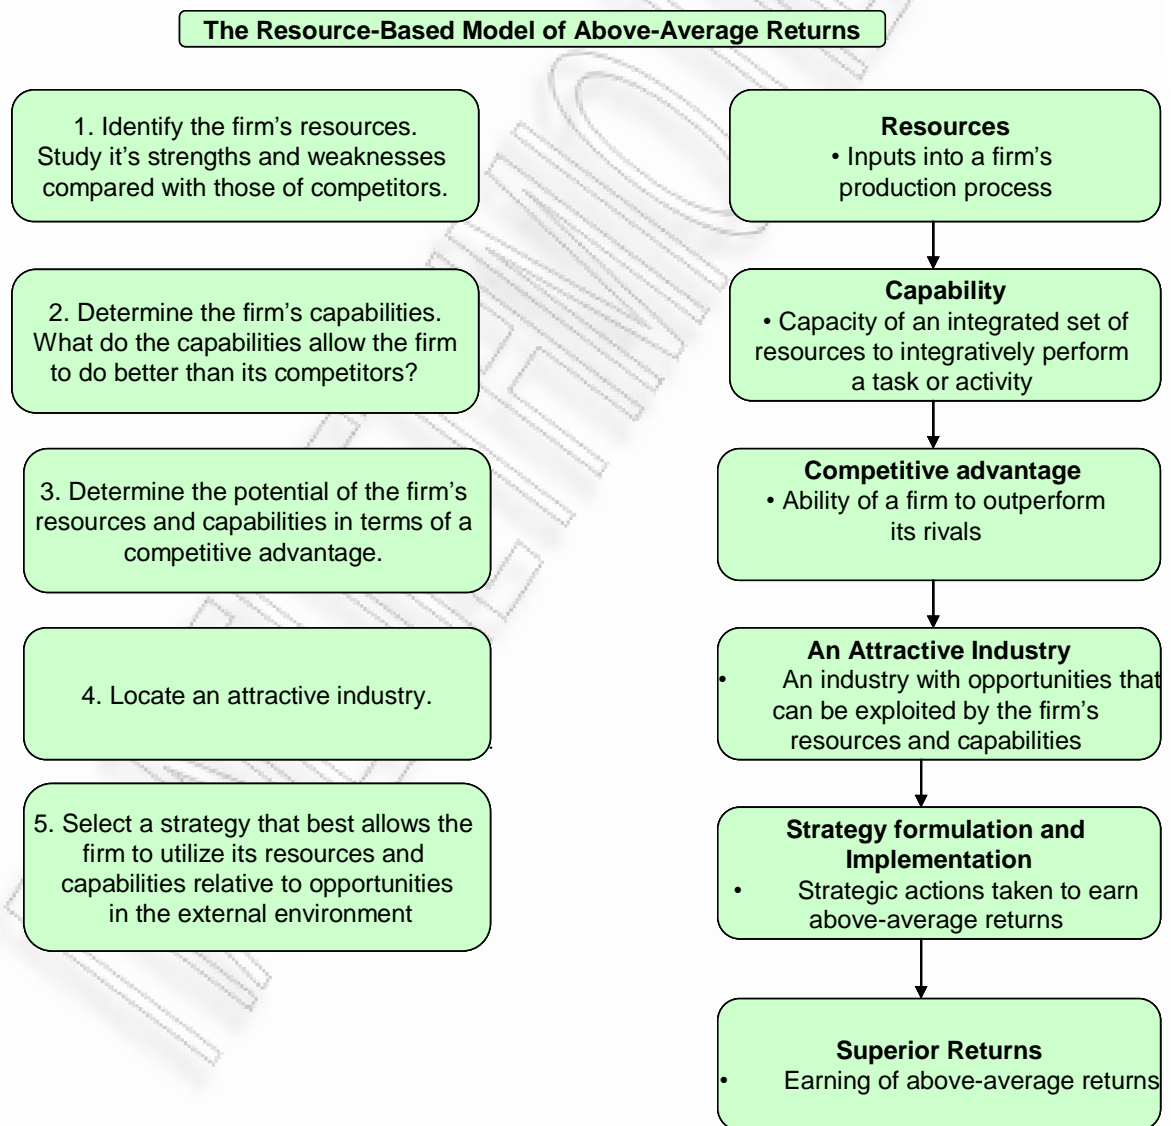 The Resource-Based Model of Above-Average Returns
1. Identify the firm's resources.
Study it's strengths and weaknesses
compared with those of competitors.
Resources
• Inputs into a firm's
production process
2. Determine the firm's capabilities.
What do the capabilities allow the firm
to do better than its competitors?
Capability
• Capacity of an integrated set of
resources to integratively perform
a task or activity
3. Determine the potential of the firm's
resources and capabilities in terms of a
competitive advantage.
Competitive advantage
• Ability of a firm to outperform
its rivals
4. Locate an attractive industry.
An Attractive Industry
• An industry with opportunities that
can be exploited by the firm's
resources and capabilities
5. Select a strategy that best allows the
firm to utilize its resources and
capabilities relative to opportunities
in the external environment
Strategy formulation and
Implementation
• Strategic actions taken to earn
above-average returns
Superior Returns
• Earning of above-average returns